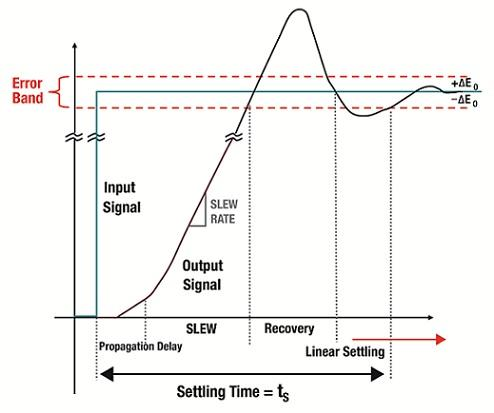 Error
Band
+ΔE₀
−ΔE₀
Input
Signal
SLEW
RATE
Output
Signal
SLEW
Recovery
Propagation Delay
Linear Settling
Settling Time = tₛ